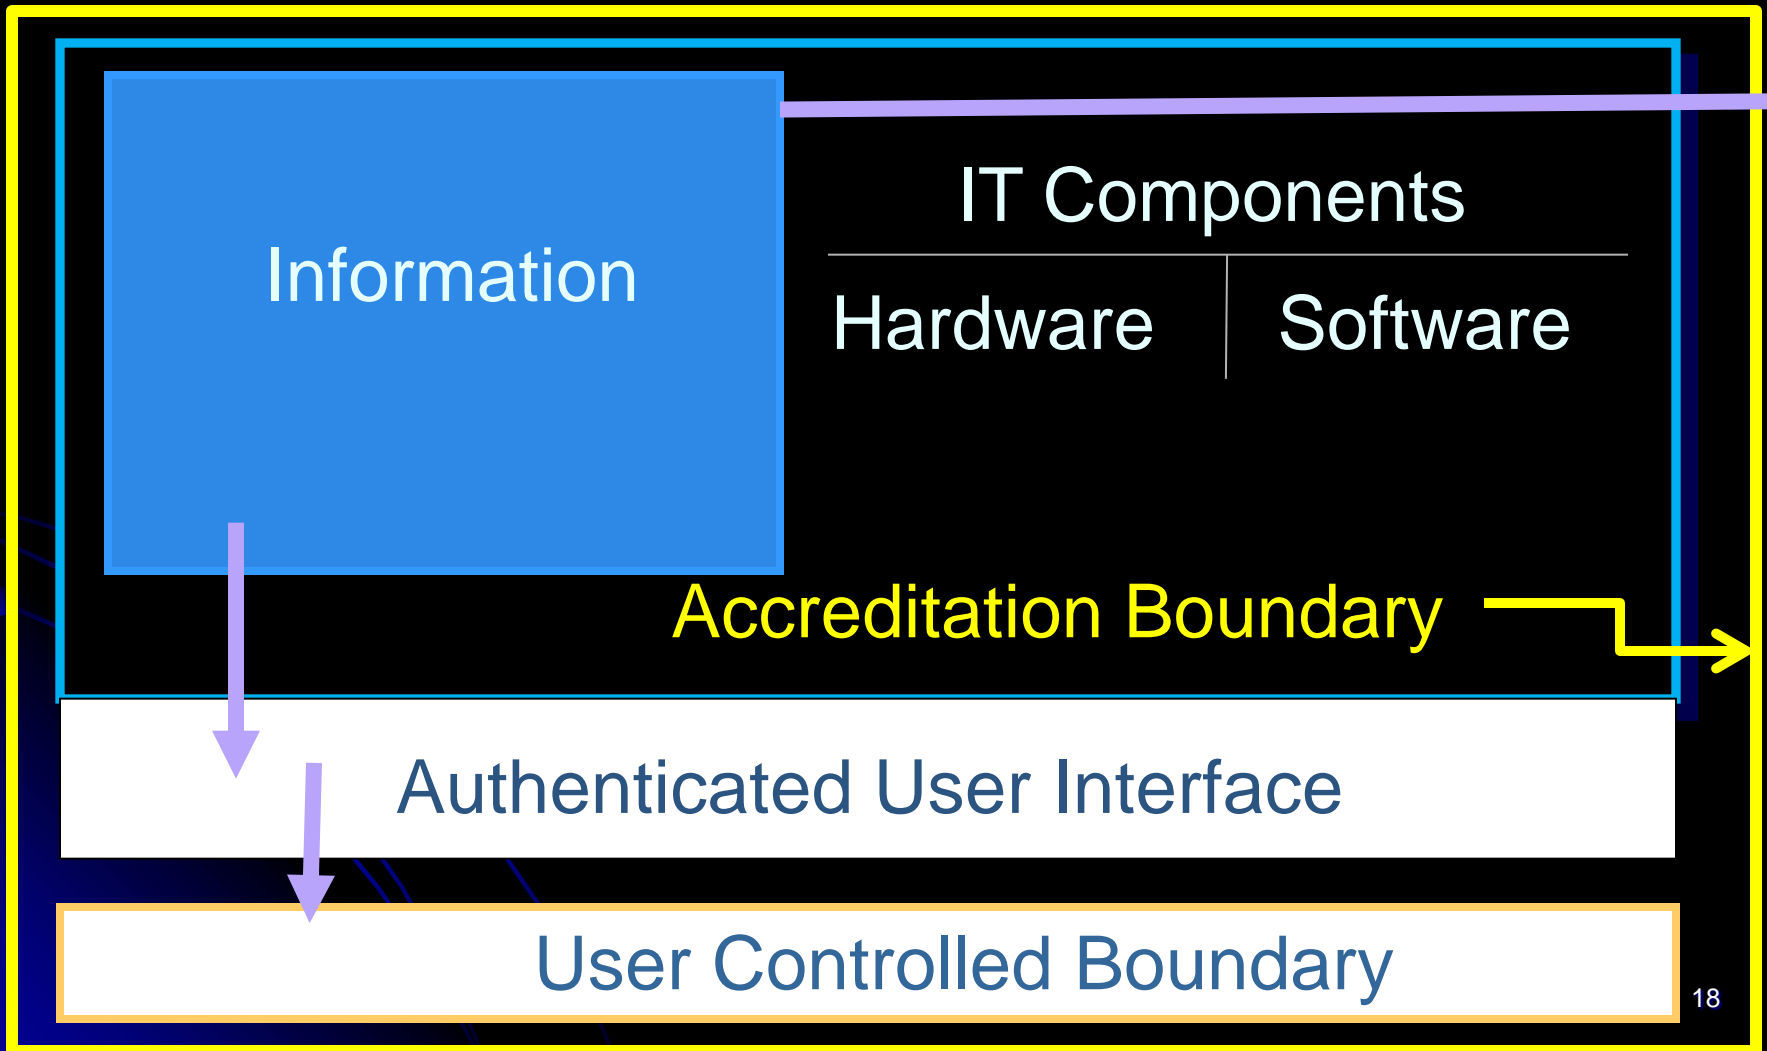 IT Components
Information
Hardware
Software
Accreditation Boundary
Authenticated User Interface
User Controlled Boundary
18